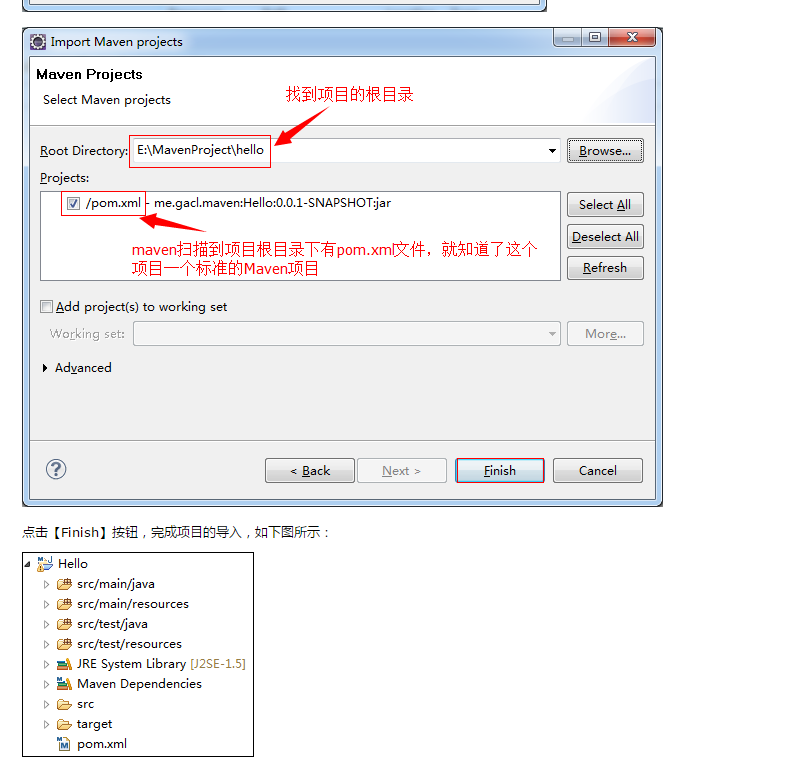 Import Maven projects
Maven Projects
Select Maven projects
找到项目的根目录
Root Directory: E:\MavenProject\hello Browse...
Projects:
/pom.xml - me.gacl.maven:Hello:0.0.1-SNAPSHOT:jar Select All
maven扫描到项目根目录下有pom.xm文件，就知道了这个
项目一个标准的Maven项目
Deselect All
Refresh
Add project(s) to working set
Working set: More...
Advanced
? < Back Next > Finish Cancel
点击【Finish】按钮，完成项目的导入，如下图所示：
Hello
src/main/java
src/main/resources
src/test/java
src/test/resources
JRE System Library [J2SE-1.5]
Maven Dependencies
src
target
pom.xml